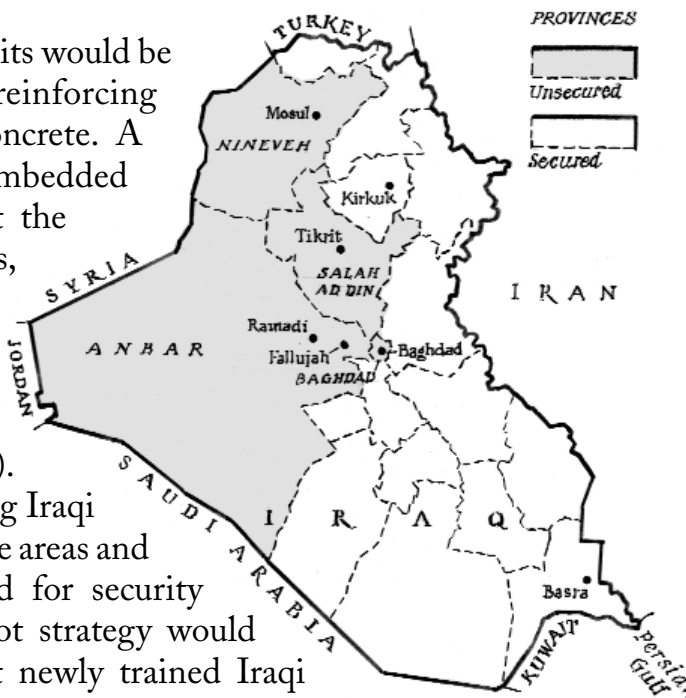 its would be
reinforcing
oncrete. A
mbedded
t the
s,
).
g Iraqi
e areas and
d for security
ot strategy would
t newly trained Iraqi
PROVINCES
Unsecured
Secured
TURKEY
Mosul
NINEVEH
Kirkuk
Tikrit
SALAH
AD DIN
SYRIA
IRAN
ANBAR
Ramadi
Fallujah
Baghdad
BAGHDAD
JORDAN
SAUDI ARABIA
IRAQ
Basra
KUWAIT
Persian
Gulf